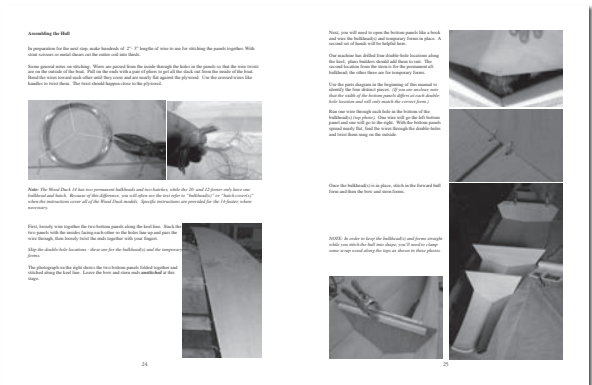 Assembling the Hull
In preparation for the next step, make hundreds of 2"- 3" lengths of wire to use for stitching the panels together. With
stout scissors or metal shears cut the entire coil into thirds.
Some general notes on stitching: Wires are passed from the inside through the holes in the panels so that the wire twists
are on the outside of the boat. Pull on the ends with a pair of pliers to get all the slack out from the inside of the boat.
Bend the wires toward each other until they cross and are nearly flat against the plywood. Use the crossed wires like
handles to twist them. The twist should happen close to the plywood.
Note: The Wood Duck 14 has two permanent bulkheads and two hatches, while the 10- and 12-footer only have one
bulkhead and hatch. Because of this difference, you will often see the text refer to "bulkhead(s)" or "hatch cover(s)"
when the instructions cover all of the Wood Duck models. Specific instructions are provided for the 14-footer, where
necessary.
First, loosely wire together the two bottom panels along the keel line. Stack the
two panels with the insides facing each other so the holes line up and pass the
wire through, then loosely twist the ends together with your fingers.
Skip the double-hole locations - these are for the bulkhead(s) and the temporary
forms.
The photograph on the right shows the two bottom panels folded together and
stitched along the keel line. Leave the bow and stern ends unstitched at this
stage.
24
Next, you will need to open the bottom panels like a book
and wire the bulkhead(s) and temporary forms in place. A
second set of hands will be helpful here.
Our machine has drilled four double-hole locations along
the keel; plans builders should add them to suit. The
second location from the stern is for the permanent aft
bulkhead; the other three are for temporary forms.
Use the parts diagram in the beginning of this manual to
identify the four distinct pieces. (If you are unclear, note
that the width of the bottom panels differs at each double-
hole location and will only match the correct form.)
Run one wire through each hole in the bottom of the
bulkhead(s) (top photo). One wire will go the left bottom
panel and one will go to the right. With the bottom panels
spread nearly flat, feed the wires through the double-holes
and twist them snug on the outside.
Once the bulkhead(s) is in place, stitch in the forward hull
form and then the bow and stern forms.
NOTE: In order to keep the bulkhead(s) and forms straight
while you stitch the hull into shape, you'll need to clamp
some scrap wood along the tops as shown in these photos.
25